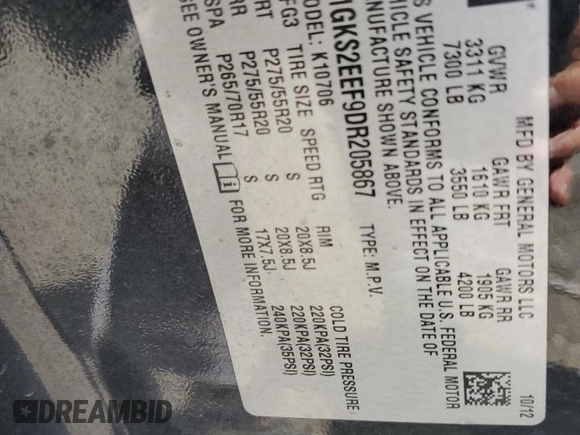 MFD BY GENERAL MOTORS LLC 10/12
GVWR GAWR FRT GAWR RR
3311 KG 1610 KG 1905 KG
7300 LB 3550 LB 4200 LB
S VEHICLE CONFORMS TO ALL APPLICABLE U.S. FEDERAL MOTOR
HICLE SAFETY STANDARDS IN EFFECT ON THE DATE OF
NUFACTURE SHOWN ABOVE.
1GKS2EEF9DR205867 TYPE: M.P.V.
MODEL: K10706
FG3 TIRE SIZE SPEED RTG RIM COLD TIRE PRESSURE
RT P275/55R20 S 20X8.5J 220KPA(32PSI)
RR P275/55R20 S 20X8.5J 220KPA(32PSI)
SPA P265/70R17 S 17X7.5J 240KPA(35PSI)
SEE OWNER'S MANUAL FOR MORE INFORMATION.
DREAMBID